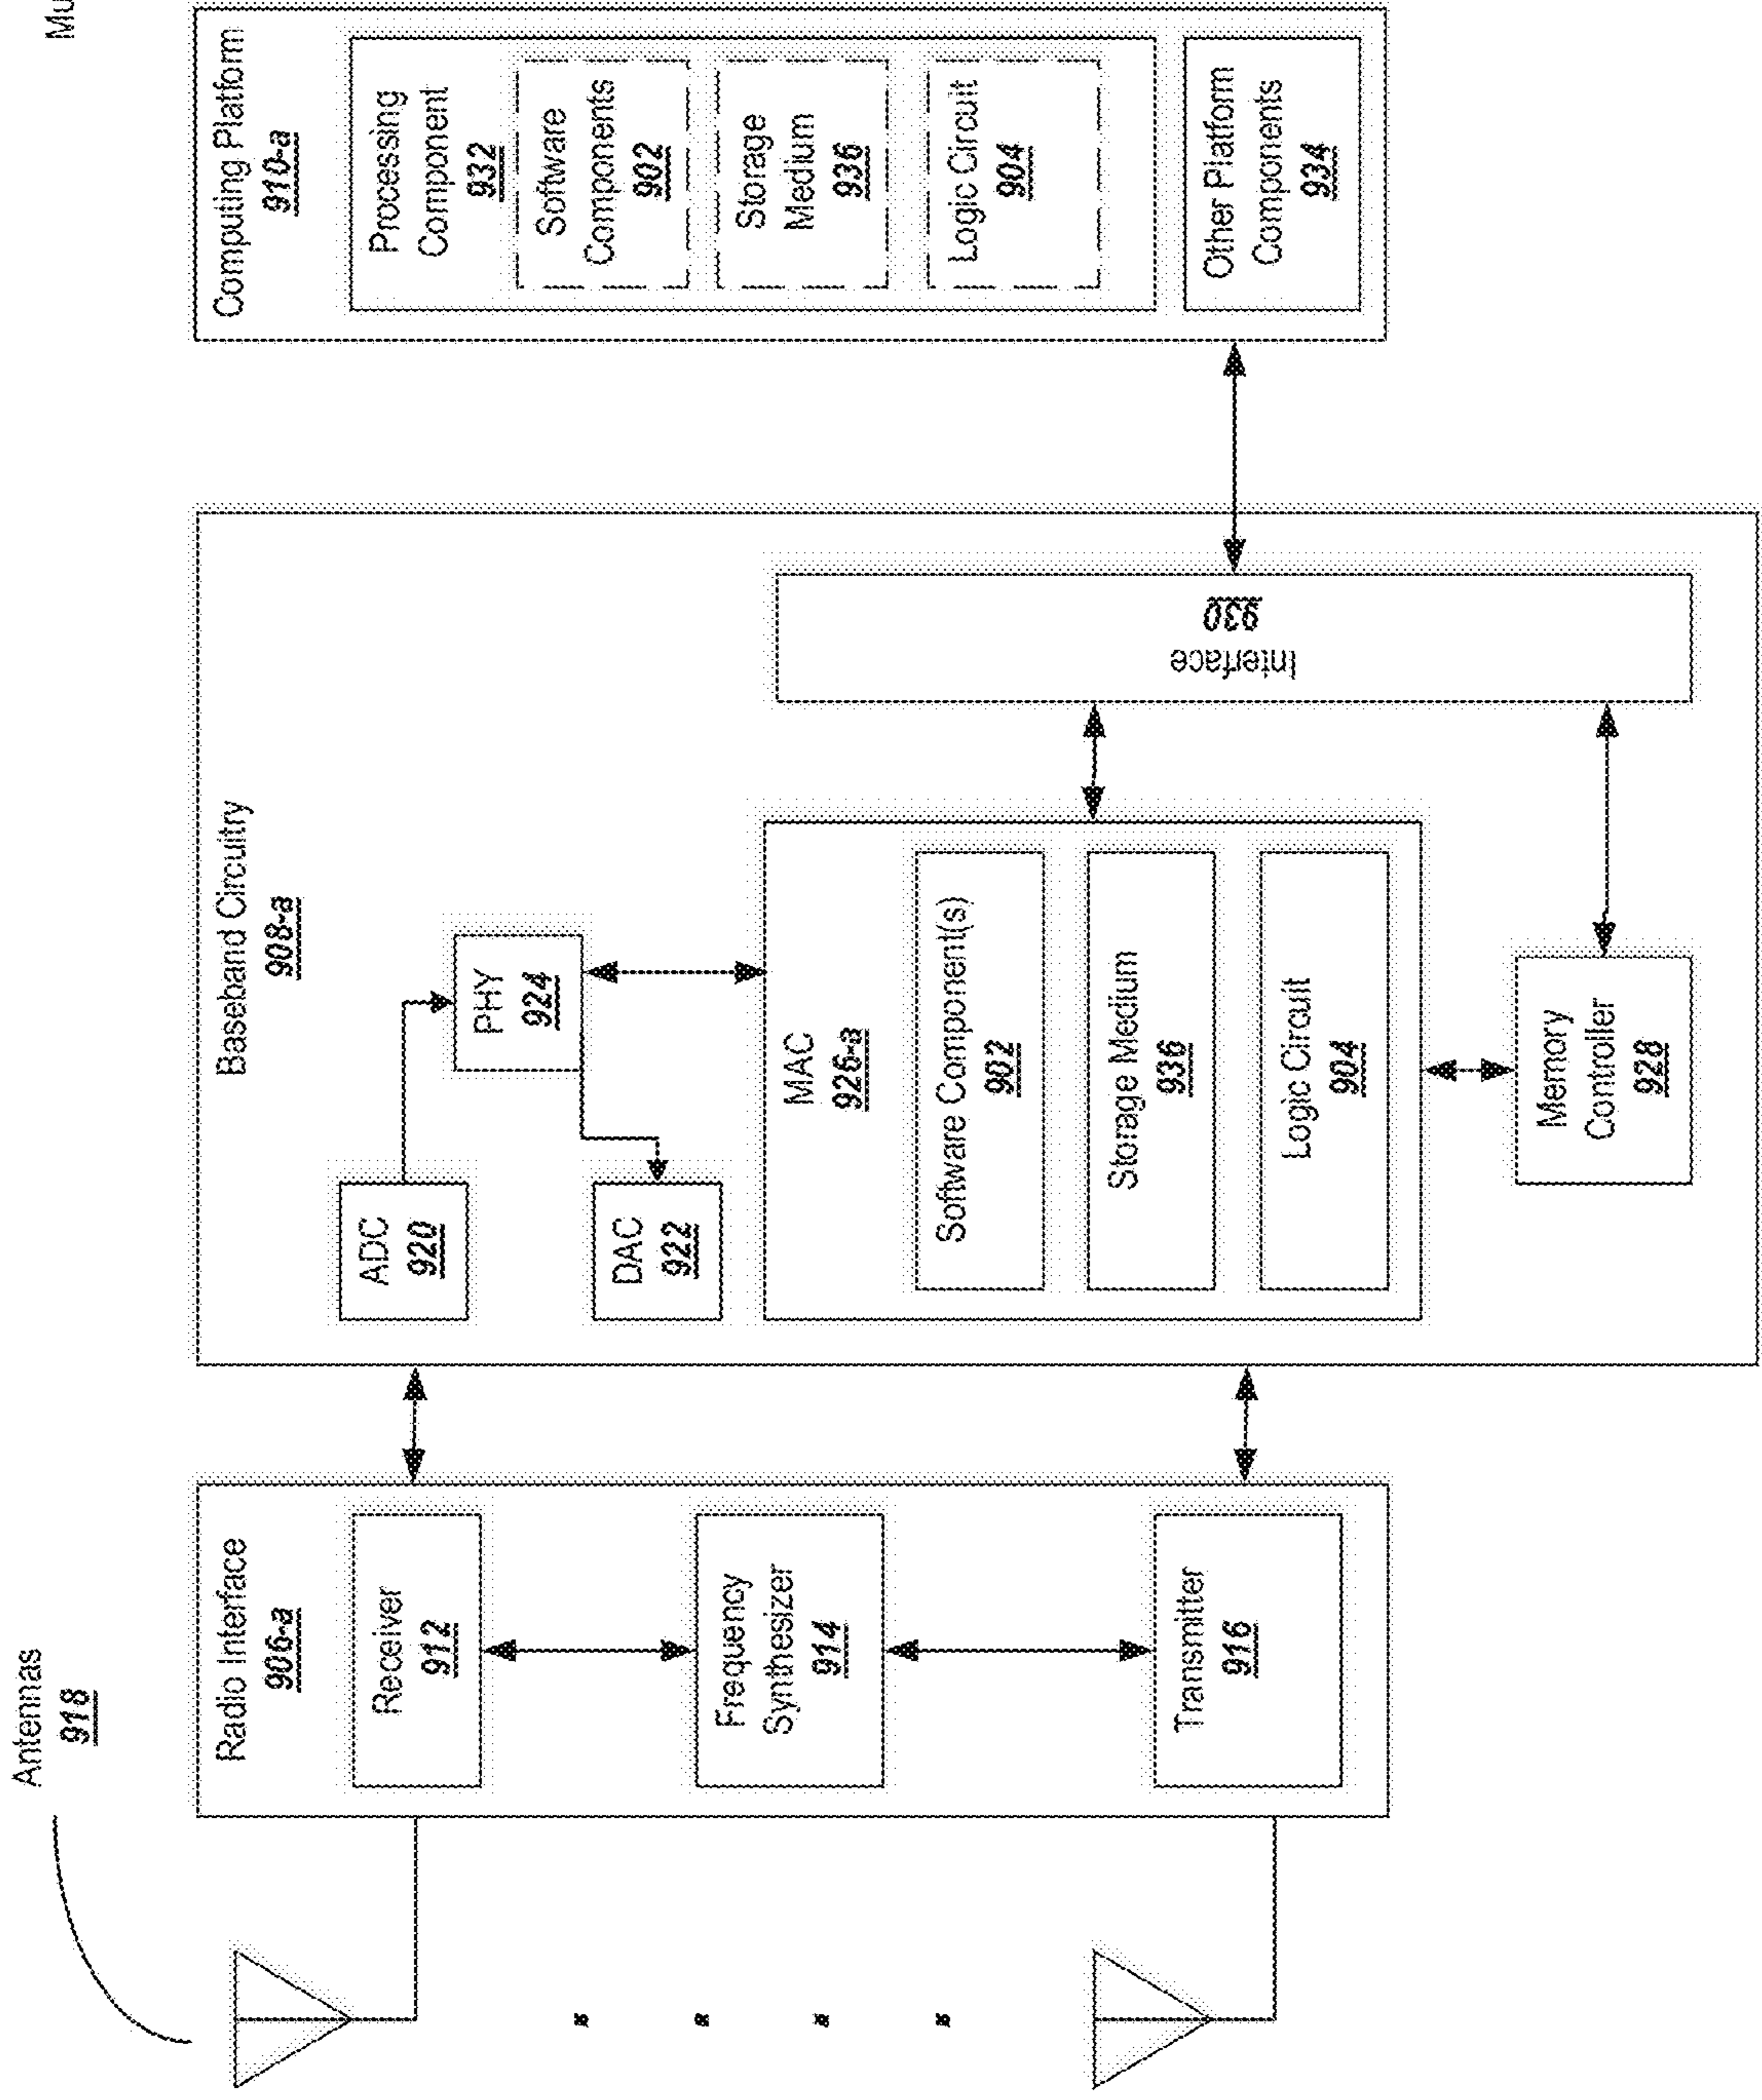 Mu
Antennas
918
Radio Interface
906-a
Receiver
912
Frequency
Synthesizer
914
Transmitter
916
Baseband Circuitry
908-a
ADC
920
PHY
924
DAC
922
MAC
926-a
Software Component(s)
902
Storage Medium
936
Logic Circuit
904
Memory
Controller
928
Interface
930
Computing Platform
910-a
Processing
Component
932
Software
Components
902
Storage
Medium
936
Logic Circuit
904
Other Platform
Components
934